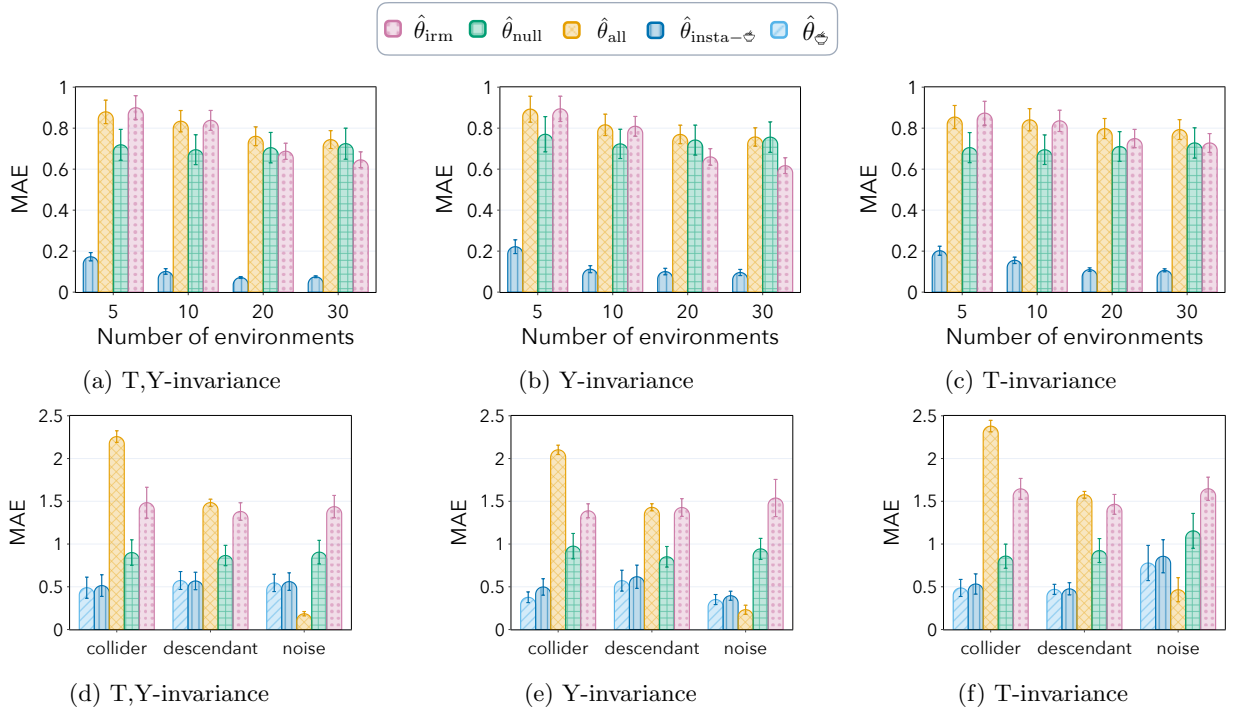 θ̂irm θ̂null θ̂all θ̂insta− θ̂
1
0.8
0.6
0.4
0.2
0
MAE
5 10 20 30
Number of environments
(a) T,Y-invariance
1
0.8
0.6
0.4
0.2
0
MAE
5 10 20 30
Number of environments
(b) Y-invariance
1
0.8
0.6
0.4
0.2
0
MAE
5 10 20 30
Number of environments
(c) T-invariance
2.5
2
1.5
1
0.5
0
MAE
collider descendant noise
(d) T,Y-invariance
2.5
2
1.5
1
0.5
0
MAE
collider descendant noise
(e) Y-invariance
2.5
2
1.5
1
0.5
0
MAE
collider descendant noise
(f) T-invariance